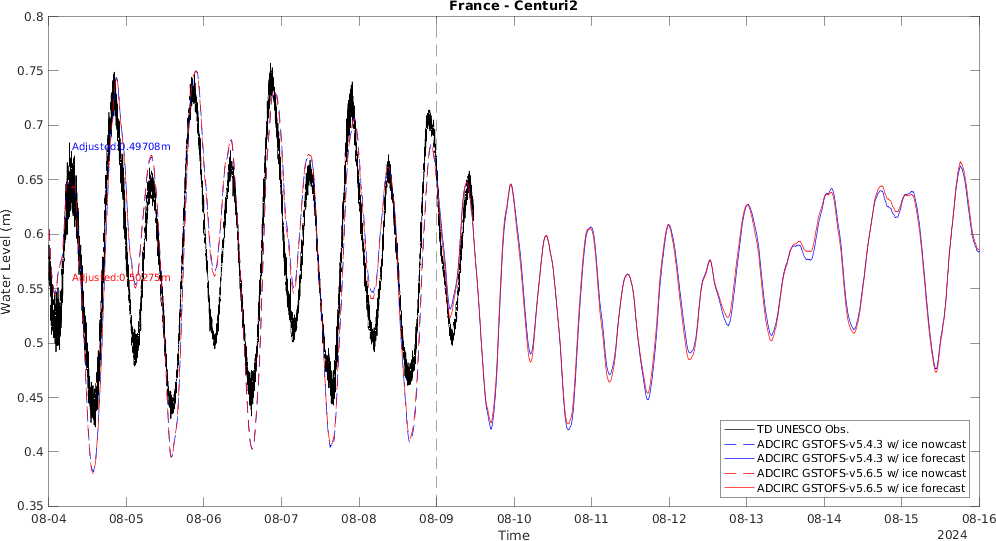 France - Centuri2
0.8
0.75
0.7
0.65
0.6
0.55
0.5
0.45
0.4
0.35
Water Level (m)
Adjusted:0.49708m
Adjusted:0.50275m
TD UNESCO Obs.
ADCIRC GSTOFS-v5.4.3 w/ ice nowcast
ADCIRC GSTOFS-v5.4.3 w/ ice forecast
ADCIRC GSTOFS-v5.6.5 w/ ice nowcast
ADCIRC GSTOFS-v5.6.5 w/ ice forecast
08-04 08-05 08-06 08-07 08-08 08-09 08-10 08-11 08-12 08-13 08-14 08-15 08-16
Time
2024